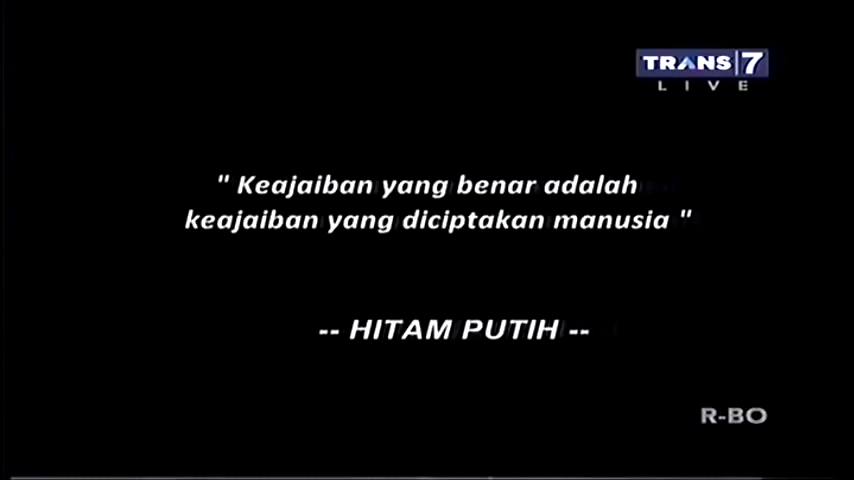 TRANS|7
LIVE
" Keajaiban yang benar adalah
keajaiban yang diciptakan manusia "
-- HITAM PUTIH --
R-BO